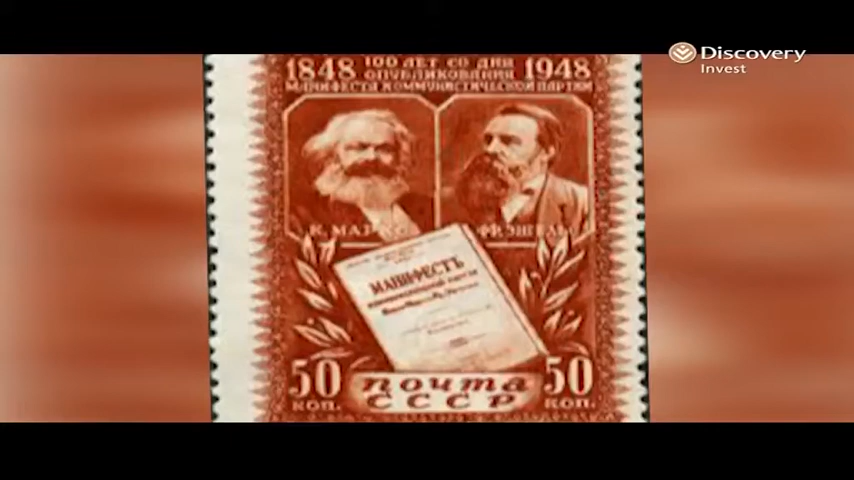 Discovery
Invest
1848 100 ЛЕТ СО ДНЯ 1948
ОПУБЛИКОВАНИЯ
МАНИФЕСТА КОММУНИСТИЧЕСКОЙ ПАРТИИ
К. МАРКС
ФР. ЭНГЕЛЬС
МАНИФЕСТЪ
50 ПОЧТА 50
КОП. СССР КОП.